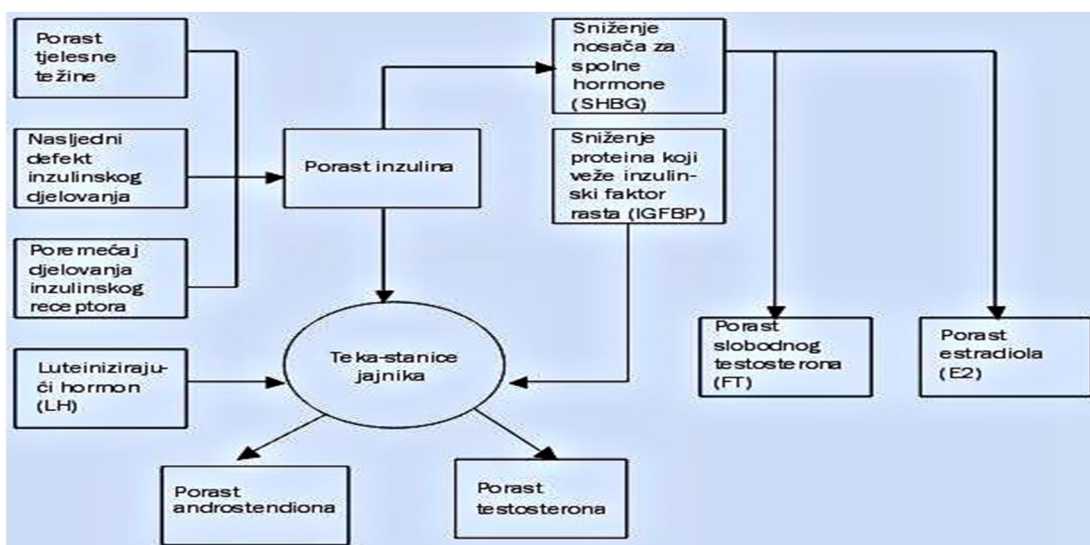 Porast
tjelesne
težine
Nasljedni
defekt
inzulinskog
djelovanja
Poremećaj
djelovanja
inzulinskog
receptora
Luteiniziraju-
ći hormon
(LH)
Porast inzulina
Teka-stanice
jajnika
Porast
androstendiona
Porast
testosterona
Sniženje
nosača za
spolne
hormone
(SHBG)
Sniženje
proteina koji
veže inzulin-
ski faktor
rasta (IGFBP)
Porast
slobodnog
testosterona
(FT)
Porast
estradiola
(E2)